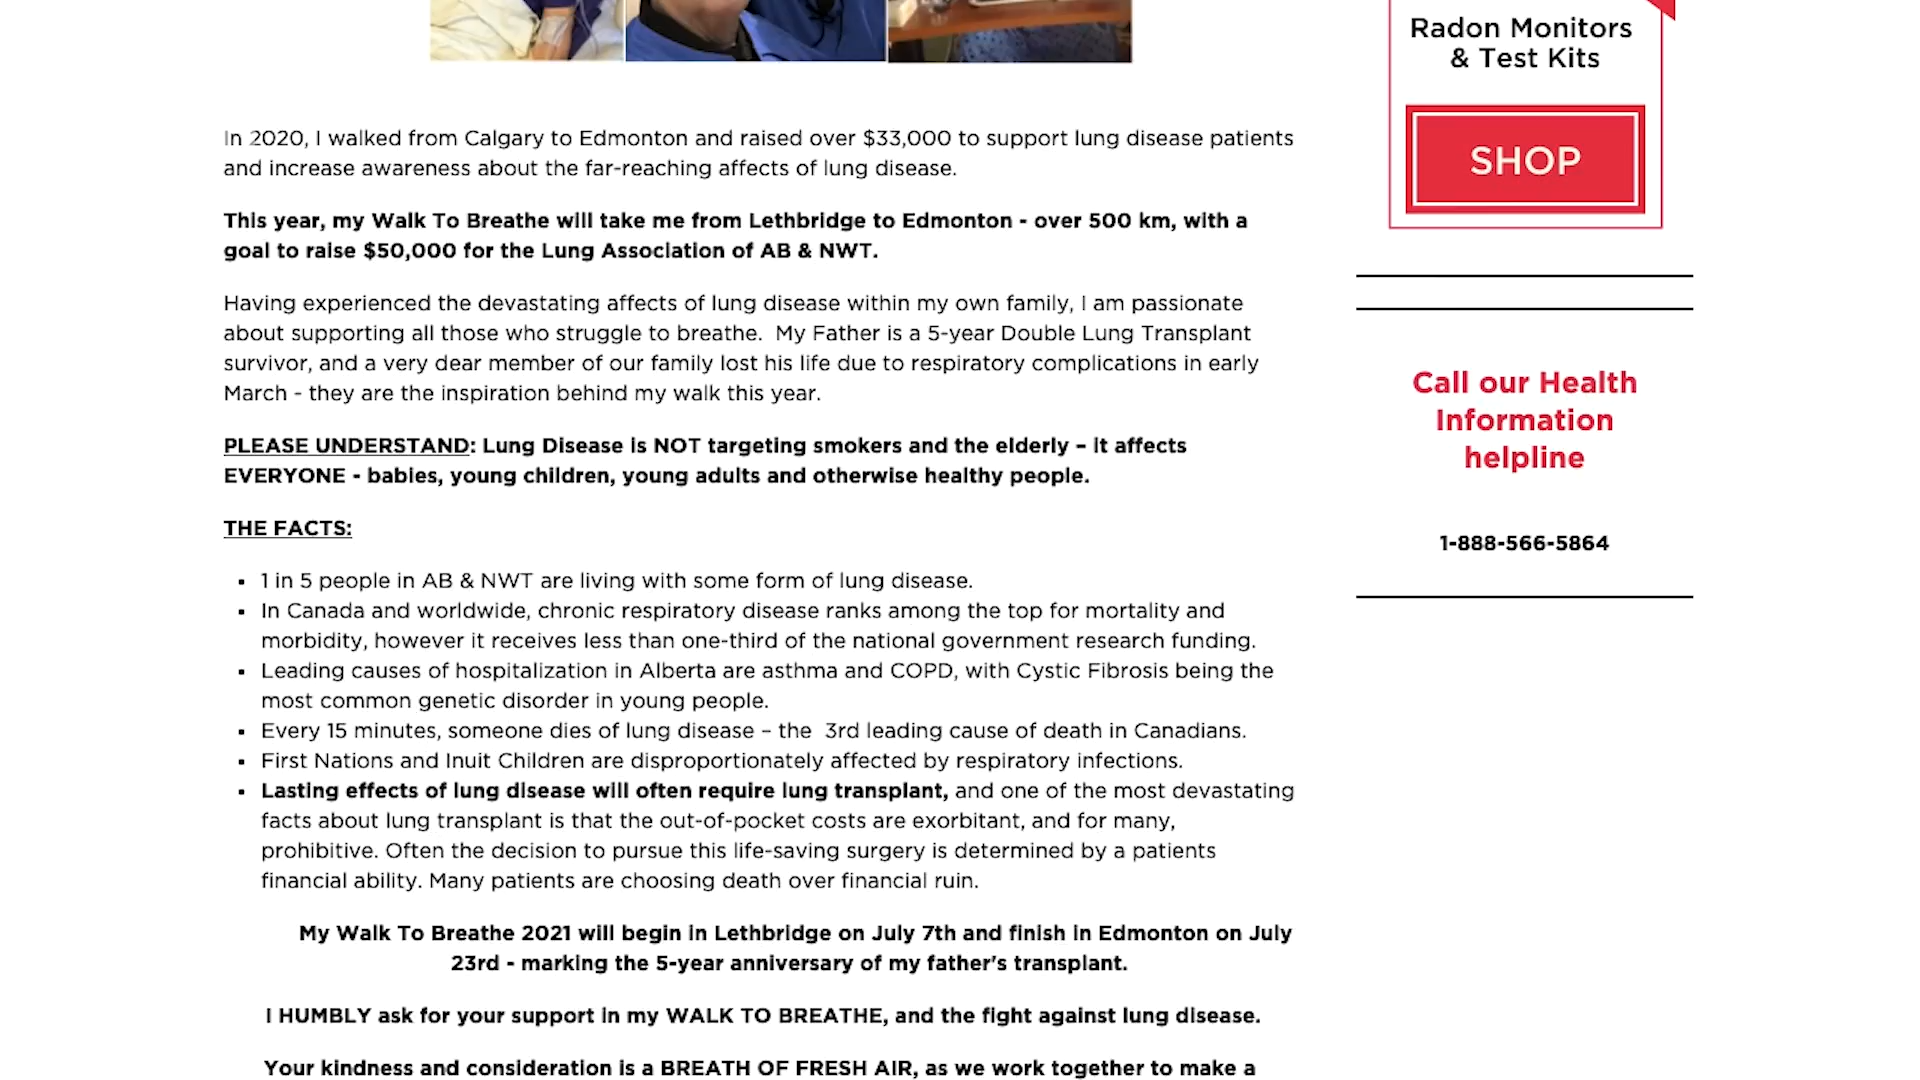 In 2020, I walked from Calgary to Edmonton and raised over $33,000 to support lung disease patients
and increase awareness about the far-reaching affects of lung disease.
This year, my Walk To Breathe will take me from Lethbridge to Edmonton - over 500 km, with a
goal to raise $50,000 for the Lung Association of AB & NWT.
Having experienced the devastating affects of lung disease within my own family, I am passionate
about supporting all those who struggle to breathe.  My Father is a 5-year Double Lung Transplant
survivor, and a very dear member of our family lost his life due to respiratory complications in early
March - they are the inspiration behind my walk this year.
PLEASE UNDERSTAND: Lung Disease is NOT targeting smokers and the elderly – it affects
EVERYONE - babies, young children, young adults and otherwise healthy people.
THE FACTS:
▪ 1 in 5 people in AB & NWT are living with some form of lung disease.
▪ In Canada and worldwide, chronic respiratory disease ranks among the top for mortality and
morbidity, however it receives less than one-third of the national government research funding.
▪ Leading causes of hospitalization in Alberta are asthma and COPD, with Cystic Fibrosis being the
most common genetic disorder in young people.
▪ Every 15 minutes, someone dies of lung disease – the  3rd leading cause of death in Canadians.
▪ First Nations and Inuit Children are disproportionately affected by respiratory infections.
▪ Lasting effects of lung disease will often require lung transplant, and one of the most devastating
facts about lung transplant is that the out-of-pocket costs are exorbitant, and for many,
prohibitive. Often the decision to pursue this life-saving surgery is determined by a patients
financial ability. Many patients are choosing death over financial ruin.
My Walk To Breathe 2021 will begin in Lethbridge on July 7th and finish in Edmonton on July
23rd - marking the 5-year anniversary of my father's transplant.
I HUMBLY ask for your support in my WALK TO BREATHE, and the fight against lung disease.
Your kindness and consideration is a BREATH OF FRESH AIR, as we work together to make a
Radon Monitors
& Test Kits
SHOP
Call our Health
Information
helpline
1-888-566-5864